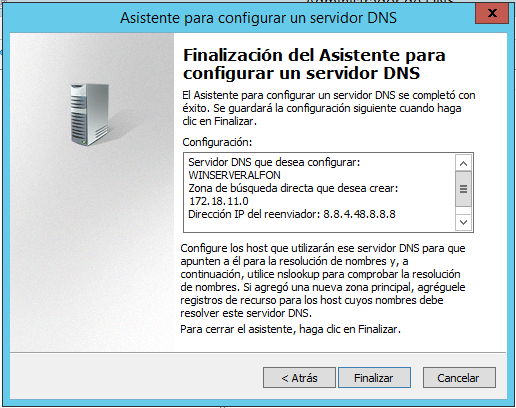 Administrador de DNS
Asistente para configurar un servidor DNS
x
Finalización del Asistente para
configurar un servidor DNS
El Asistente para configurar un servidor DNS se completó con
éxito. Se guardará la configuración siguiente cuando haga
clic en Finalizar.
Configuración:
Servidor DNS que desea configurar:
WINSERVERALFON
Zona de búsqueda directa que desea crear:
172.18.11.0
Dirección IP del reenviador: 8.8.4.48.8.8.8
Configure los host que utilizarán ese servidor DNS para que
apunten a él para la resolución de nombres y, a
continuación, utilice nslookup para comprobar la resolución
de nombres. Si agregó una nueva zona principal, agréguele
registros de recurso para los host cuyos nombres debe
resolver este servidor DNS.
Para cerrar el asistente, haga clic en Finalizar.
< Atrás
Finalizar
Cancelar